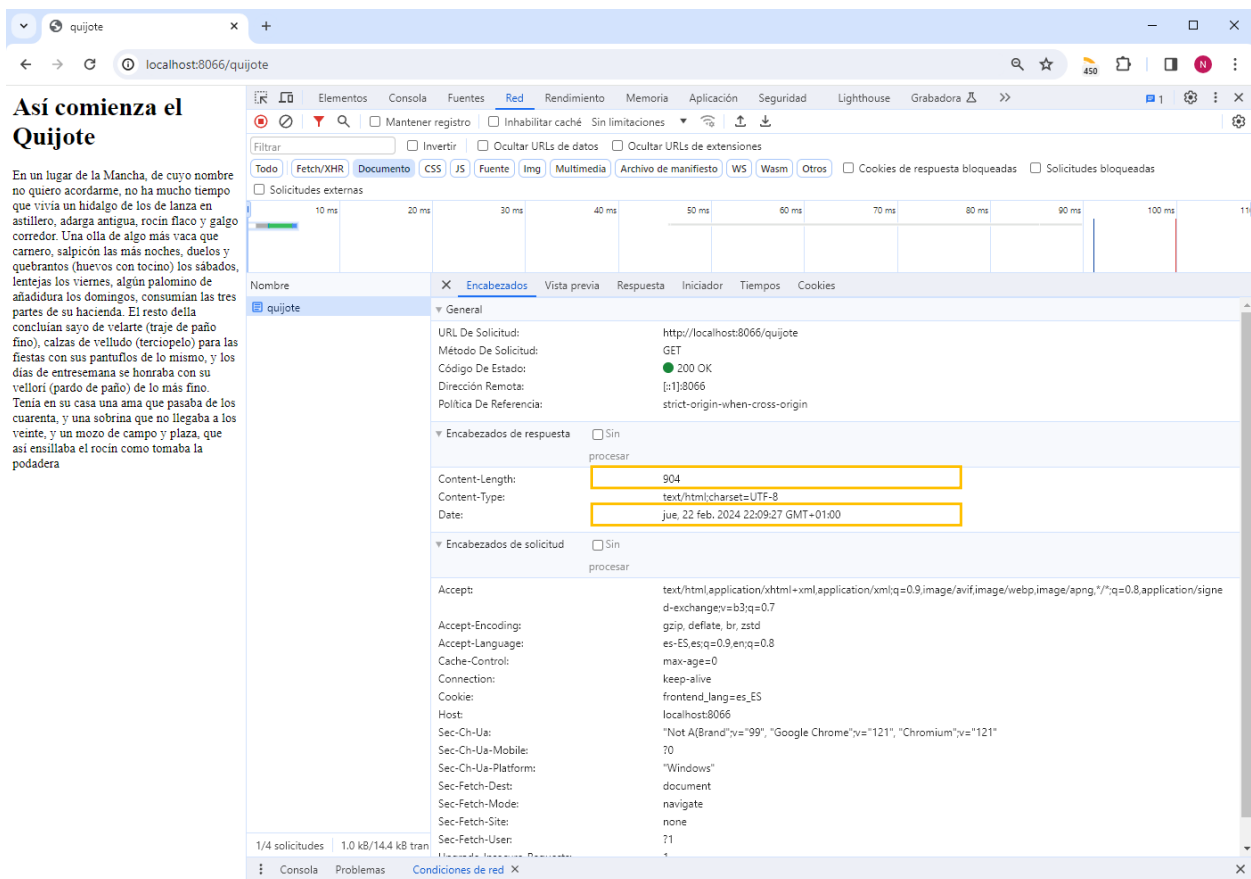 quijote
localhost:8066/quijote
450
N
Así comienza el
Quijote
En un lugar de la Mancha, de cuyo nombre
no quiero acordarme, no ha mucho tiempo
que vivía un hidalgo de los de lanza en
astillero, adarga antigua, rocín flaco y galgo
corredor. Una olla de algo más vaca que
carnero, salpicón las más noches, duelos y
quebrantos (huevos con tocino) los sábados,
lentejas los viernes, algún palomino de
añadidura los domingos, consumían las tres
partes de su hacienda. El resto della
concluían sayo de velarte (traje de paño
fino), calzas de velludo (terciopelo) para las
fiestas con sus pantuflos de lo mismo, y los
días de entresemana se honraba con su
vellorí (pardo de paño) de lo más fino.
Tenía en su casa una ama que pasaba de los
cuarenta, y una sobrina que no llegaba a los
veinte, y un mozo de campo y plaza, que
así ensillaba el rocín como tomaba la
podadera
Elementos Consola Fuentes Red Rendimiento Memoria Aplicación Seguridad Lighthouse Grabadora 1
Mantener registro Inhabilitar caché Sin limitaciones
Filtrar Invertir Ocultar URLs de datos Ocultar URLs de extensiones
Todo Fetch/XHR Documento CSS JS Fuente Img Multimedia Archivo de manifiesto WS Wasm Otros Cookies de respuesta bloqueadas Solicitudes bloqueadas
Solicitudes externas
10 ms 20 ms 30 ms 40 ms 50 ms 60 ms 70 ms 80 ms 90 ms 100 ms 11
Nombre
quijote
1/4 solicitudes 1.0 kB/14.4 kB tran
Encabezados Vista previa Respuesta Iniciador Tiempos Cookies
General
URL De Solicitud: http://localhost:8066/quijote
Método De Solicitud: GET
Código De Estado: 200 OK
Dirección Remota: [::1]:8066
Política De Referencia: strict-origin-when-cross-origin
Encabezados de respuesta Sin
procesar
Content-Length: 904
Content-Type: text/html;charset=UTF-8
Date: jue, 22 feb. 2024 22:09:27 GMT+01:00
Encabezados de solicitud Sin
procesar
Accept: text/html,application/xhtml+xml,application/xml;q=0.9,image/avif,image/webp,image/apng,*/*;q=0.8,application/signe
d-exchange;v=b3;q=0.7
Accept-Encoding: gzip, deflate, br, zstd
Accept-Language: es-ES,es;q=0.9,en;q=0.8
Cache-Control: max-age=0
Connection: keep-alive
Cookie: frontend_lang=es_ES
Host: localhost:8066
Sec-Ch-Ua: "Not A(Brand";v="99", "Google Chrome";v="121", "Chromium";v="121"
Sec-Ch-Ua-Mobile: ?0
Sec-Ch-Ua-Platform: "Windows"
Sec-Fetch-Dest: document
Sec-Fetch-Mode: navigate
Sec-Fetch-Site: none
Sec-Fetch-User: ?1
Consola Problemas Condiciones de red